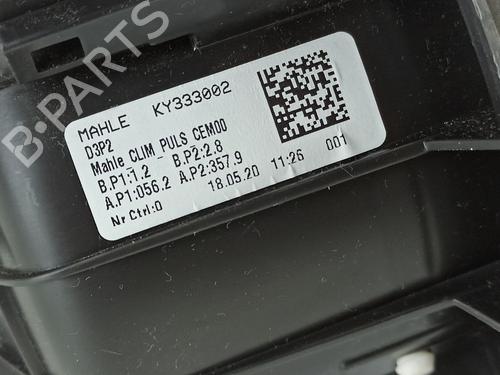 MAHLE KY333002
D3P2
Mahle CLIM PULS CEM00
B.P1:1.2 - B.P2:2.8
A.P1:056.2 A.P2:357.9
Nr Ctrl:0 18.05.20 11:26 001
B-PARTS